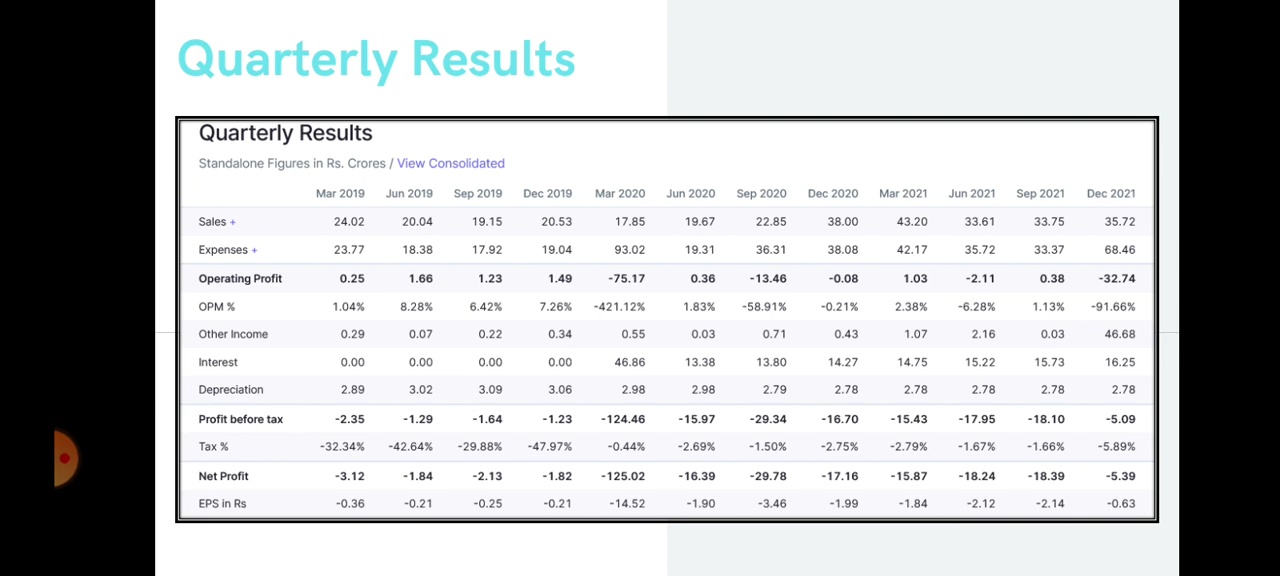 Quarterly Results
Quarterly Results
Standalone Figures in Rs. Crores / View Consolidated
Mar 2019 Jun 2019 Sep 2019 Dec 2019 Mar 2020 Jun 2020 Sep 2020 Dec 2020 Mar 2021 Jun 2021 Sep 2021 Dec 2021
Sales + 24.02 20.04 19.15 20.53 17.85 19.67 22.85 38.00 43.20 33.61 33.75 35.72
Expenses + 23.77 18.38 17.92 19.04 93.02 19.31 36.31 38.08 42.17 35.72 33.37 68.46
Operating Profit 0.25 1.66 1.23 1.49 -75.17 0.36 -13.46 -0.08 1.03 -2.11 0.38 -32.74
OPM % 1.04% 8.28% 6.42% 7.26% -421.12% 1.83% -58.91% -0.21% 2.38% -6.28% 1.13% -91.66%
Other Income 0.29 0.07 0.22 0.34 0.55 0.03 0.71 0.43 1.07 2.16 0.03 46.68
Interest 0.00 0.00 0.00 0.00 46.86 13.38 13.80 14.27 14.75 15.22 15.73 16.25
Depreciation 2.89 3.02 3.09 3.06 2.98 2.98 2.79 2.78 2.78 2.78 2.78 2.78
Profit before tax -2.35 -1.29 -1.64 -1.23 -124.46 -15.97 -29.34 -16.70 -15.43 -17.95 -18.10 -5.09
Tax % -32.34% -42.64% -29.88% -47.97% -0.44% -2.69% -1.50% -2.75% -2.79% -1.67% -1.66% -5.89%
Net Profit -3.12 -1.84 -2.13 -1.82 -125.02 -16.39 -29.78 -17.16 -15.87 -18.24 -18.39 -5.39
EPS in Rs -0.36 -0.21 -0.25 -0.21 -14.52 -1.90 -3.46 -1.99 -1.84 -2.12 -2.14 -0.63